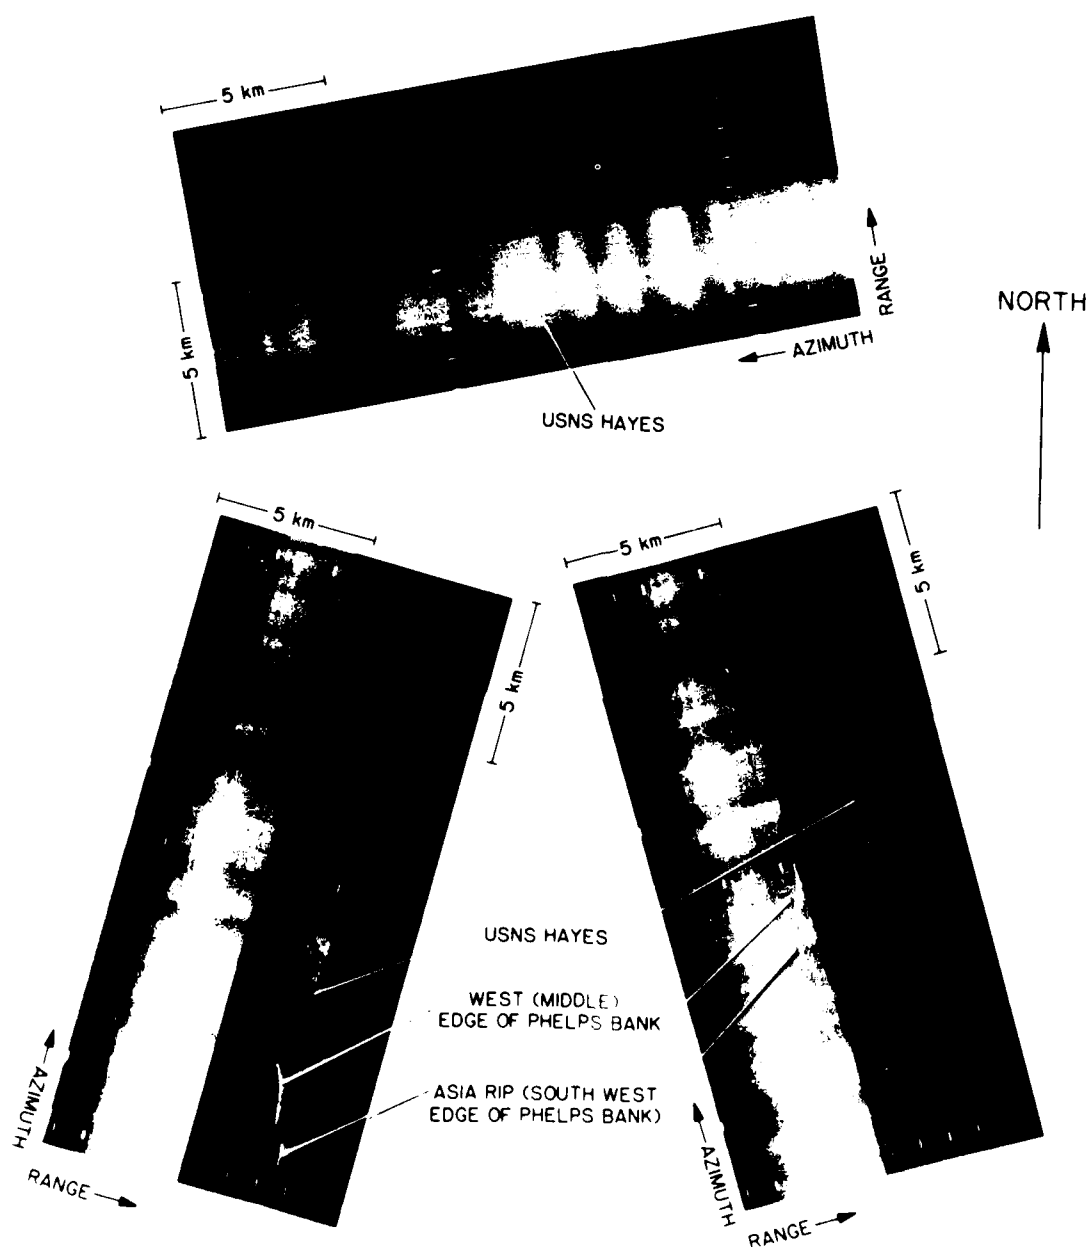 5 km
5 km
RANGE
AZIMUTH
USNS HAYES
NORTH
5 km
5 km
5 km
5 km
USNS HAYES
WEST (MIDDLE)
EDGE OF PHELPS BANK
ASIA RIP (SOUTH WEST
EDGE OF PHELPS BANK)
AZIMUTH
RANGE
AZIMUTH
RANGE